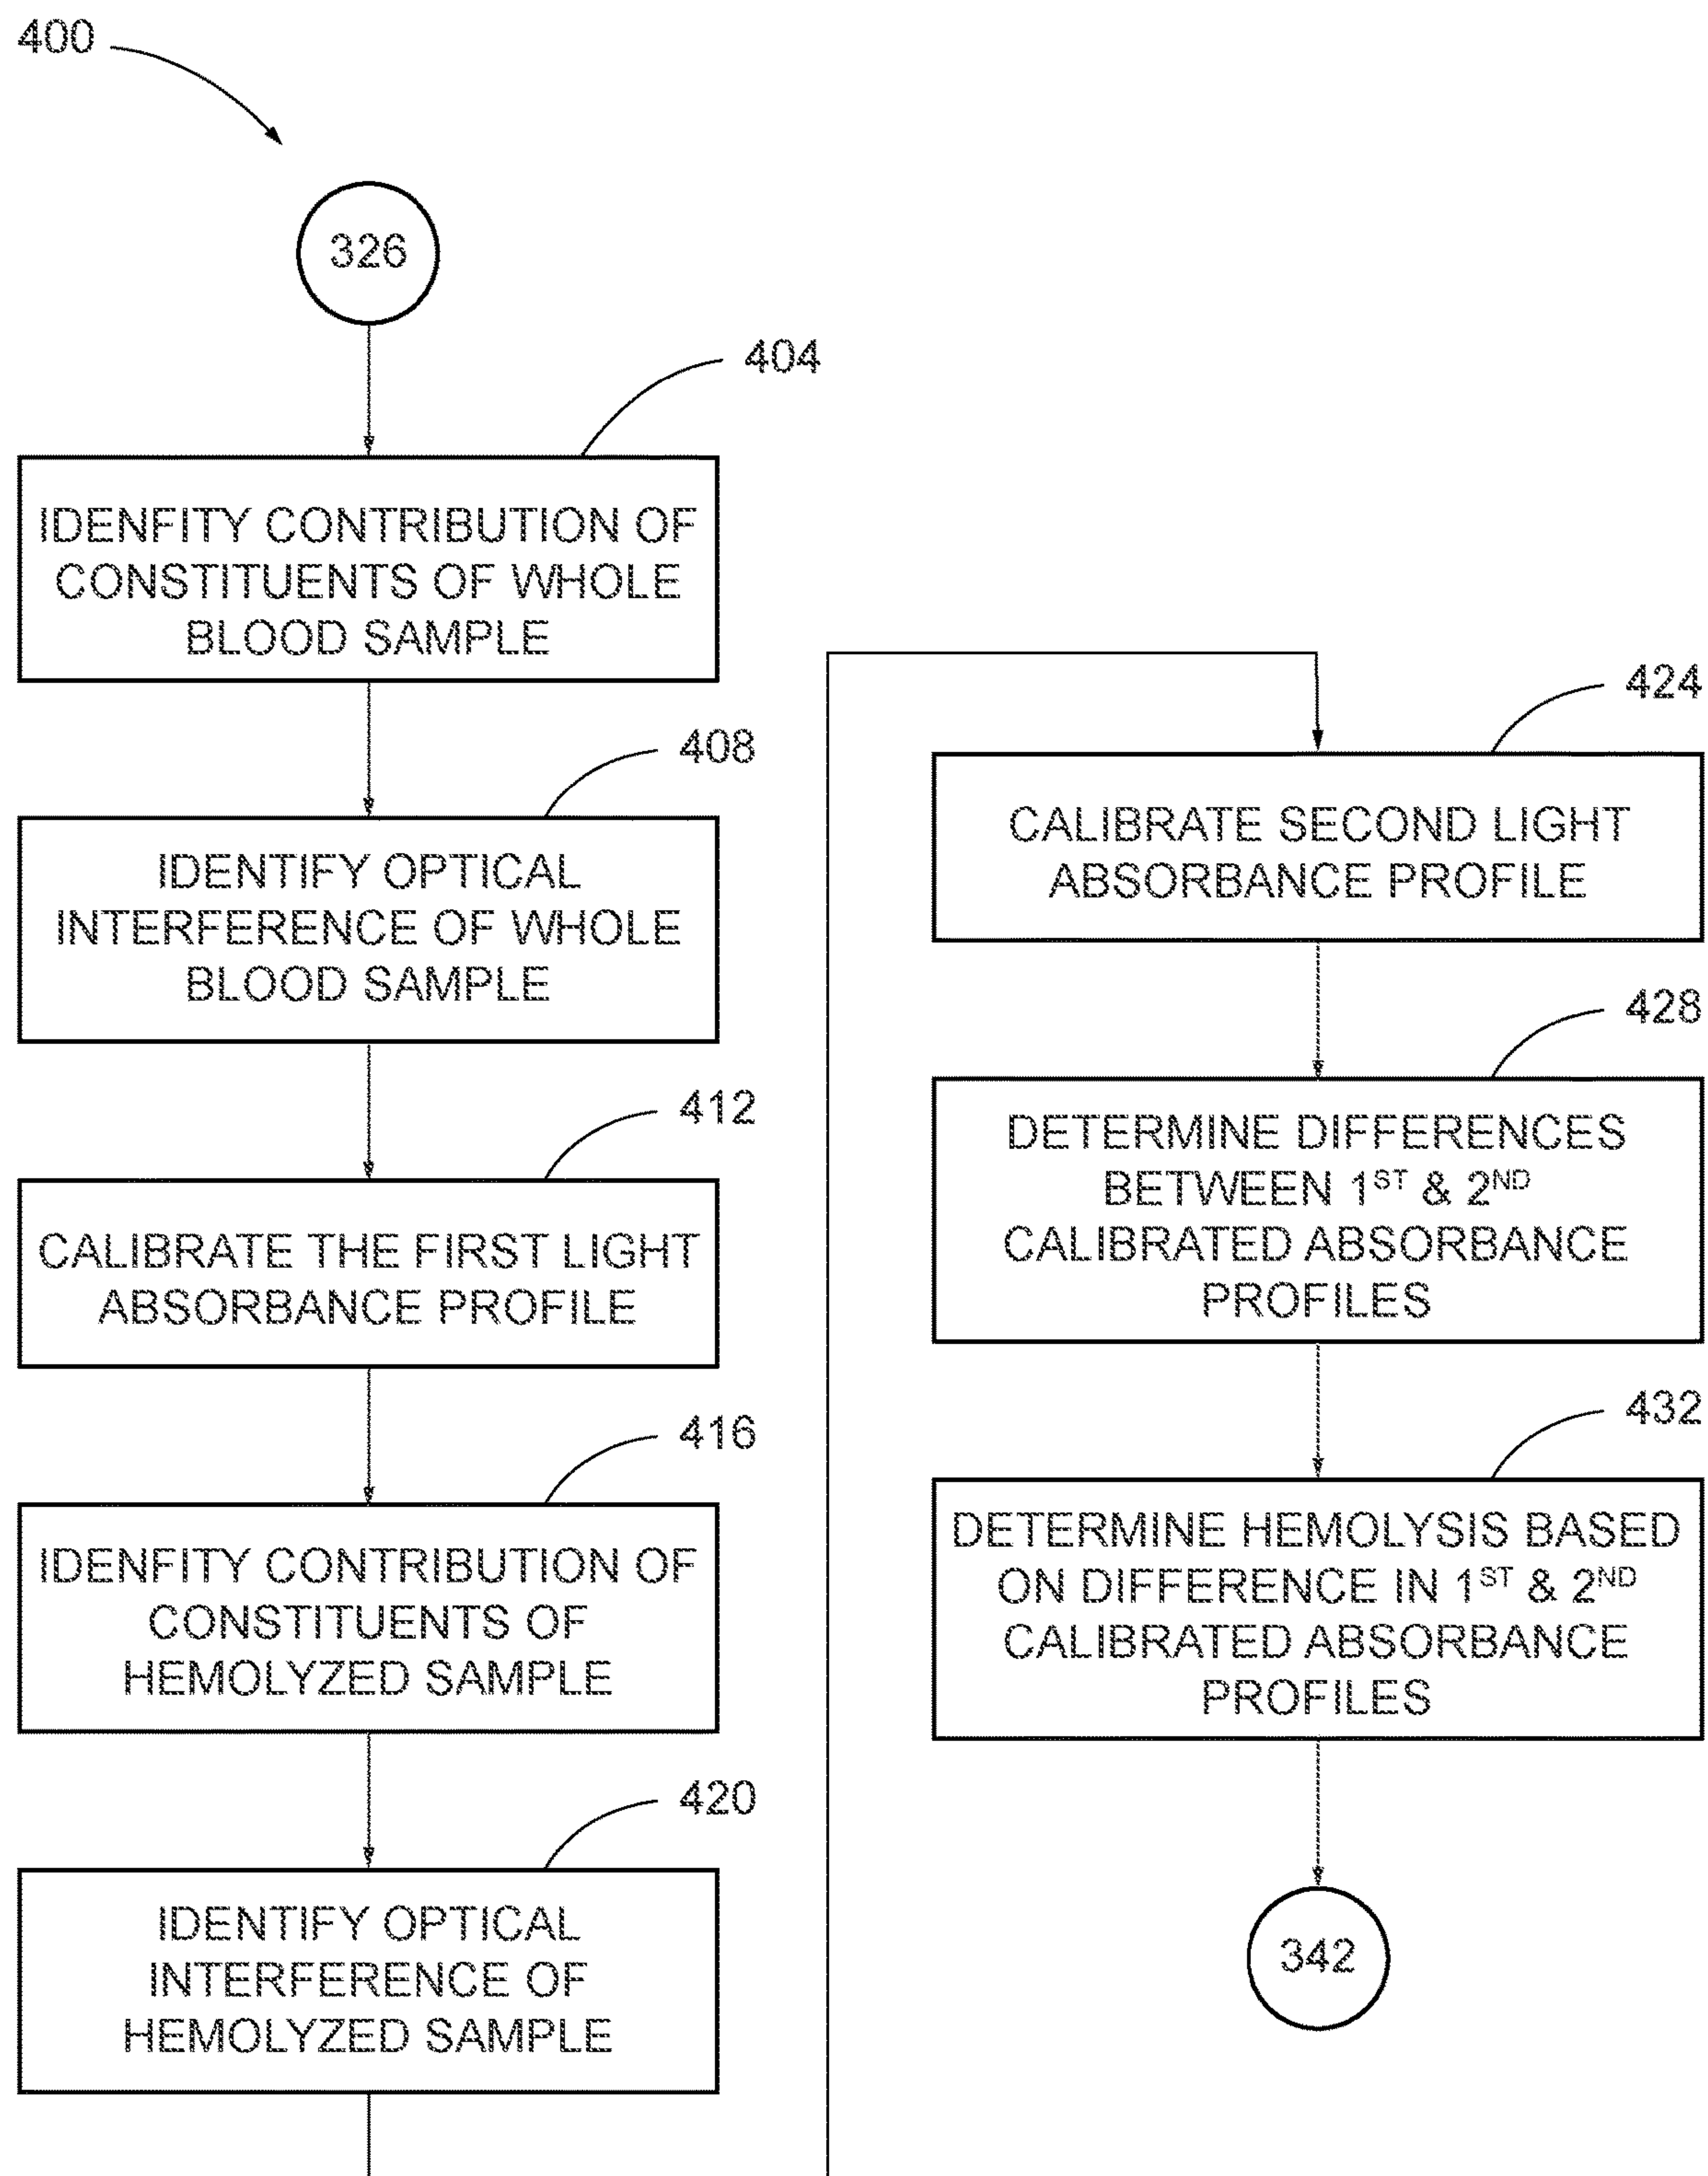 400
326
404
IDENFITY CONTRIBUTION OF
CONSTITUENTS OF WHOLE
BLOOD SAMPLE
408
IDENTIFY OPTICAL
INTERFERENCE OF WHOLE
BLOOD SAMPLE
412
CALIBRATE THE FIRST LIGHT
ABSORBANCE PROFILE
416
IDENFITY CONTRIBUTION OF
CONSTITUENTS OF
HEMOLYZED SAMPLE
420
IDENTIFY OPTICAL
INTERFERENCE OF
HEMOLYZED SAMPLE
424
CALIBRATE SECOND LIGHT
ABSORBANCE PROFILE
428
DETERMINE DIFFERENCES
BETWEEN 1ST & 2ND
CALIBRATED ABSORBANCE
PROFILES
432
DETERMINE HEMOLYSIS BASED
ON DIFFERENCE IN 1ST & 2ND
CALIBRATED ABSORBANCE
PROFILES
342